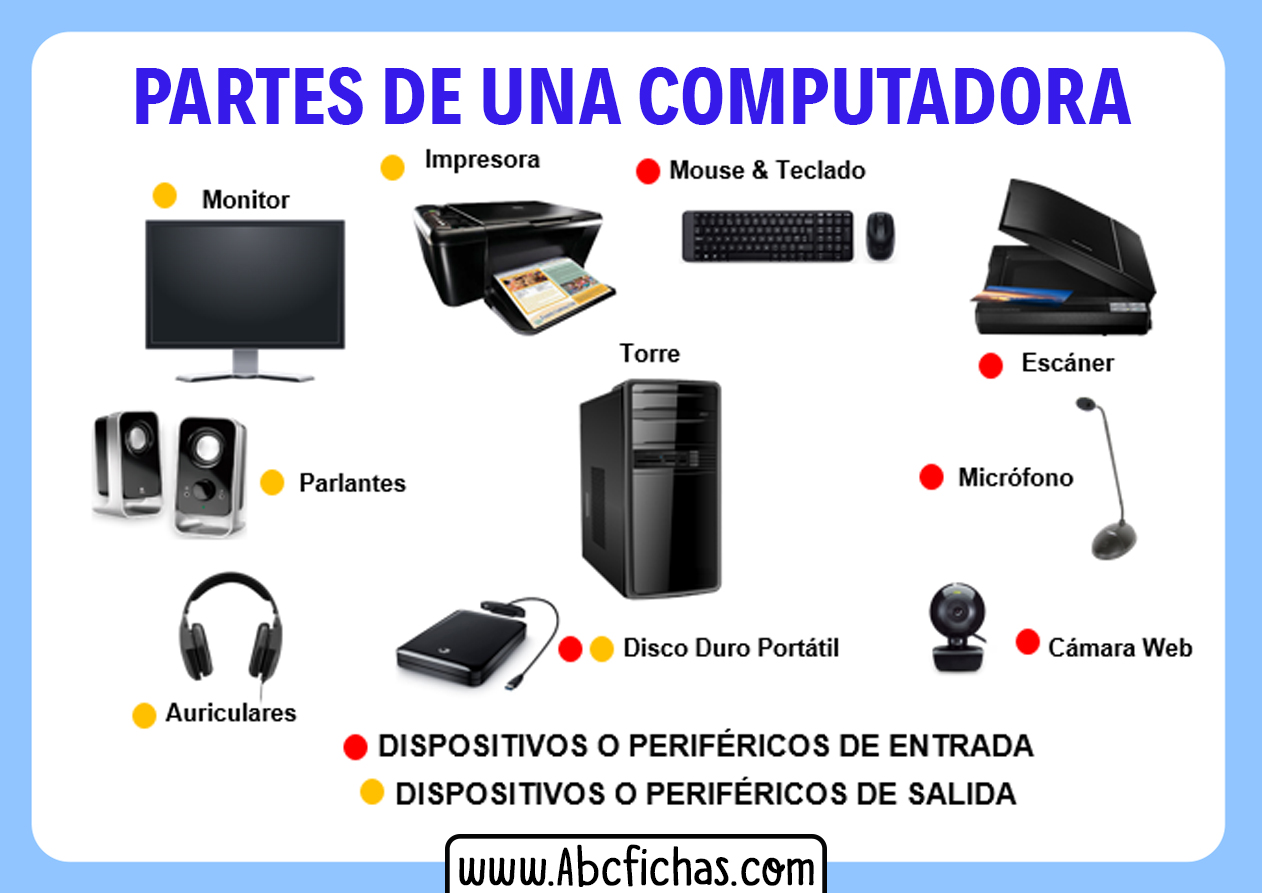 PARTES DE UNA COMPUTADORA
Impresora
Mouse & Teclado
Monitor
Torre
Escáner
Parlantes
Micrófono
Disco Duro Portátil
Cámara Web
Auriculares
DISPOSITIVOS O PERIFÉRICOS DE ENTRADA
DISPOSITIVOS O PERIFÉRICOS DE SALIDA
www.Abcfichas.com